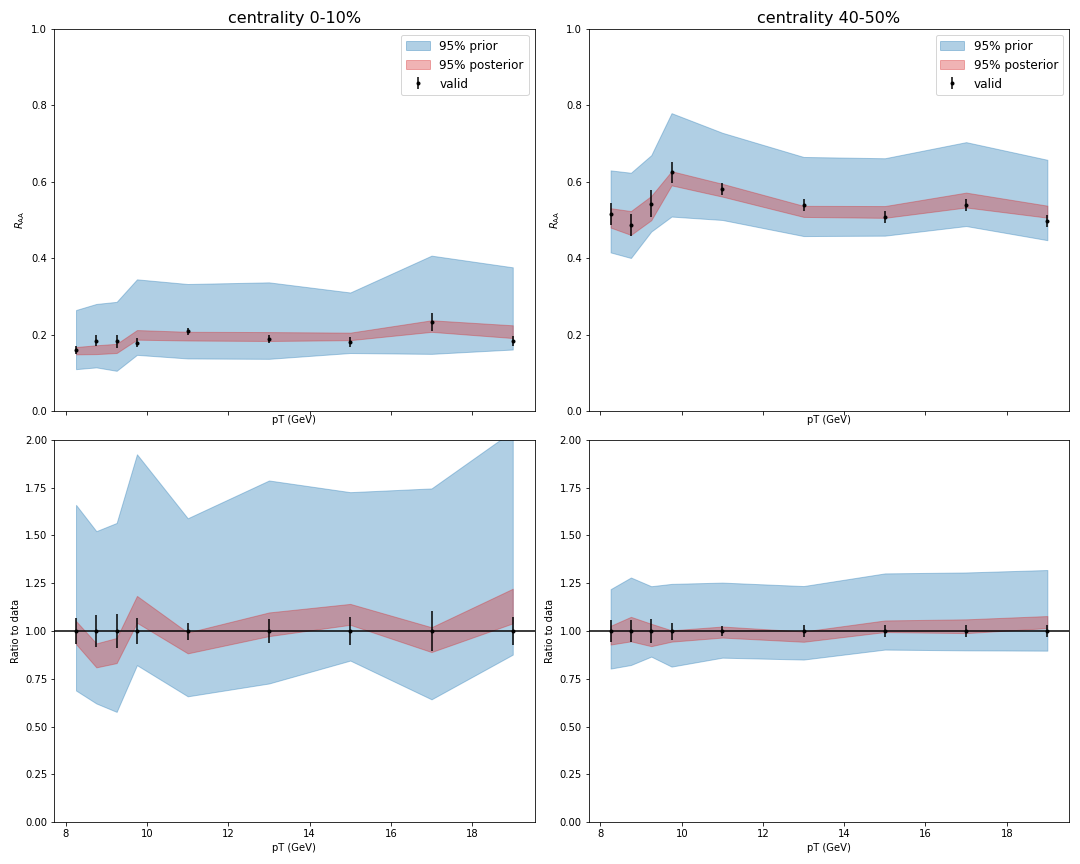 centrality 0-10%
1.0
0.8
0.6
0.4
0.2
0.0
R_AA
95% prior
95% posterior
valid
pT (GeV)
centrality 40-50%
1.0
0.8
0.6
0.4
0.2
0.0
R_AA
95% prior
95% posterior
valid
pT (GeV)
2.00
1.75
1.50
1.25
1.00
0.75
0.50
0.25
0.00
Ratio to data
8 10 12 14 16 18
pT (GeV)
2.00
1.75
1.50
1.25
1.00
0.75
0.50
0.25
0.00
Ratio to data
8 10 12 14 16 18
pT (GeV)